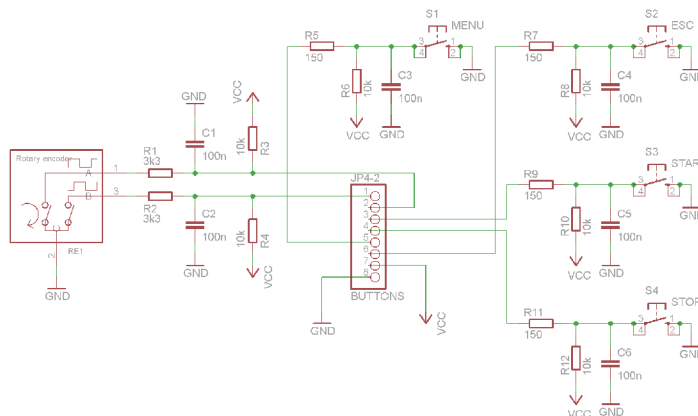 S1
MENU
R5
150
3
4
1
2
R6
10k
C3
100n
GND
VCC
GND
S2
ESC
R7
150
3
4
1
2
R8
10k
C4
100n
GND
VCC
GND
GND
VCC
C1
100n
R3
10k
Rotary encoder
A
B
C
RE1
1
3
2
GND
R1
3k3
R2
3k3
C2
100n
GND
R4
10k
VCC
JP4-2
1
2
3
4
5
6
7
8
BUTTONS
GND
VCC
S3
STAR
R9
150
3
4
1
2
R10
10k
C5
100n
GND
VCC
GND
S4
STOP
R11
150
3
4
1
2
R12
10k
C6
100n
GND
VCC
GND